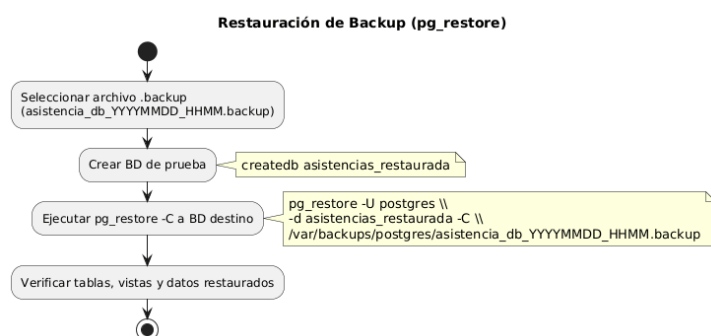 Restauración de Backup (pg_restore)
Seleccionar archivo .backup
(asistencia_db_YYYYMMDD_HHMM.backup)
Crear BD de prueba
createdb asistencias_restaurada
Ejecutar pg_restore -C a BD destino
pg_restore -U postgres \\
-d asistencias_restaurada -C \\
/var/backups/postgres/asistencia_db_YYYYMMDD_HHMM.backup
Verificar tablas, vistas y datos restaurados